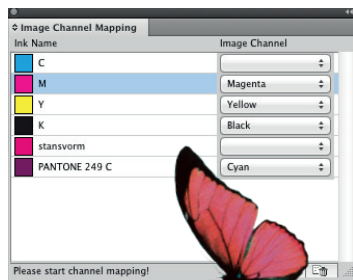 Image Channel Mapping
Ink Name Image Channel
C
M Magenta
Y Yellow
K Black
stansvorm
PANTONE 249 C Cyan
Please start channel mapping!